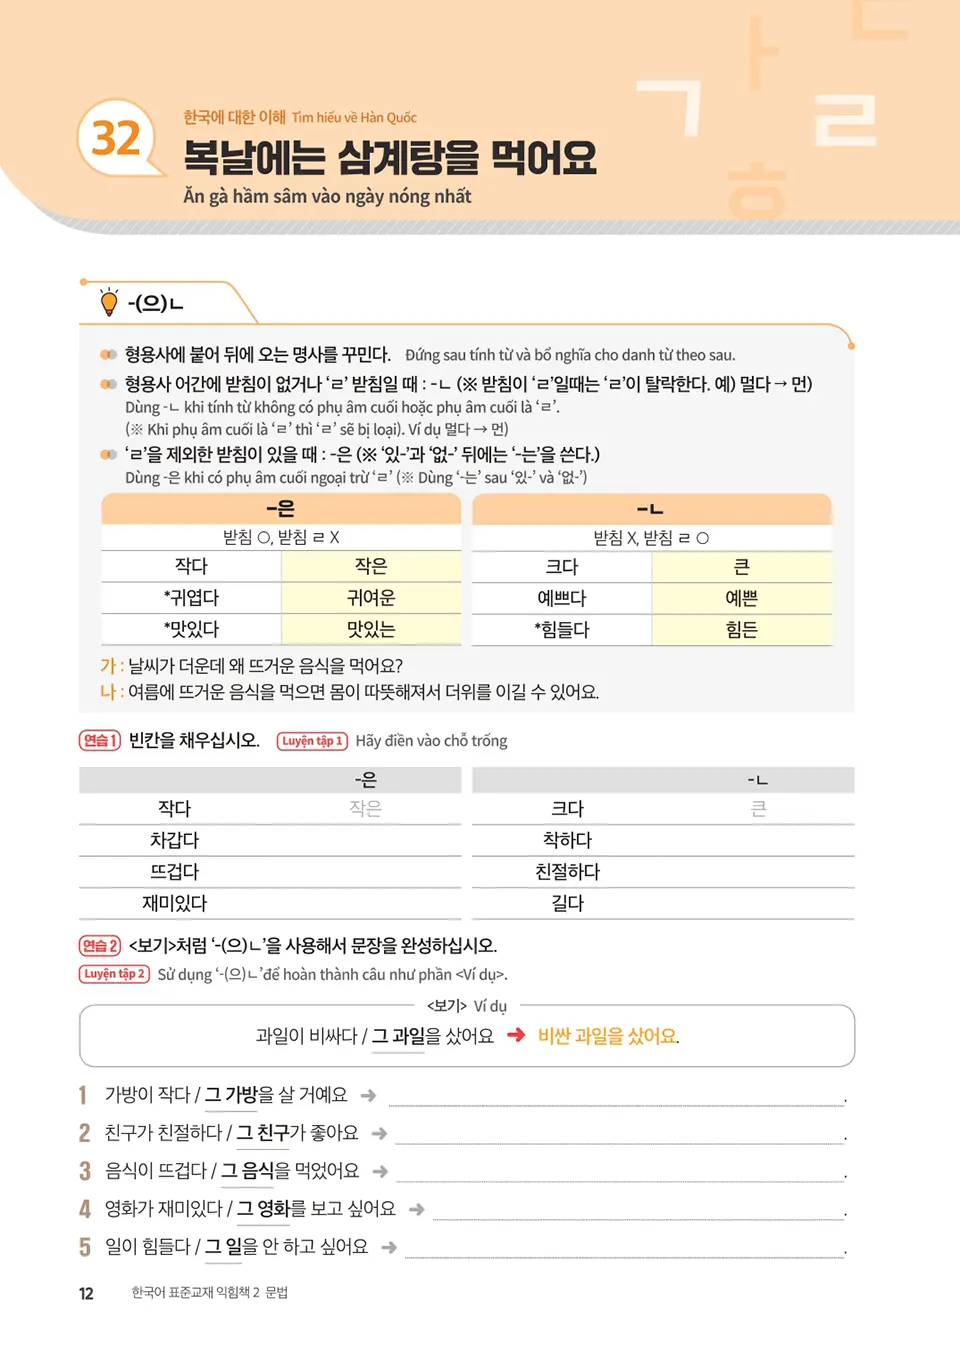 32
한국에 대한 이해 Tìm hiểu về Hàn Quốc
복날에는 삼계탕을 먹어요
Ăn gà hầm sâm vào ngày nóng nhất
ㄱ ㅏ ㄴ ㄹ ㅎ
-(으)ㄴ
형용사에 붙어 뒤에 오는 명사를 꾸민다. Đứng sau tính từ và bổ nghĩa cho danh từ theo sau.
형용사 어간에 받침이 없거나 ‘ㄹ’ 받침일 때 : -ㄴ (※ 받침이 ‘ㄹ’일때는 ‘ㄹ’이 탈락한다. 예) 멀다 → 먼)
Dùng -ㄴ khi tính từ không có phụ âm cuối hoặc phụ âm cuối là ‘ㄹ’.
(※ Khi phụ âm cuối là ‘ㄹ’ thì ‘ㄹ’ sẽ bị loại). Ví dụ 멀다 → 먼)
‘ㄹ’을 제외한 받침이 있을 때 : -은 (※ ‘있-’과 ‘없-’ 뒤에는 ‘-는’을 쓴다.)
Dùng -은 khi có phụ âm cuối ngoại trừ ‘ㄹ’ (※ Dùng ‘-는’ sau ‘있-’ và ‘없-’)
-은 -ㄴ
받침 ○, 받침 ㄹ X 받침 X, 받침 ㄹ ○
작다 작은 크다 큰
*귀엽다 귀여운 예쁘다 예쁜
*맛있다 맛있는 *힘들다 힘든
가 : 날씨가 더운데 왜 뜨거운 음식을 먹어요?
나 : 여름에 뜨거운 음식을 먹으면 몸이 따뜻해져서 더위를 이길 수 있어요.
연습 1 빈칸을 채우십시오. Luyện tập 1 Hãy điền vào chỗ trống
-은 -ㄴ
작다 작은 크다 큰
차갑다 착하다
뜨겁다 친절하다
재미있다 길다
연습 2 <보기>처럼 ‘-(으)ㄴ’을 사용해서 문장을 완성하십시오.
Luyện tập 2 Sử dụng ‘-(으)ㄴ’để hoàn thành câu như phần <Ví dụ>.
<보기> Ví dụ
과일이 비싸다 / 그 과일을 샀어요 ➜ 비싼 과일을 샀어요.
1 가방이 작다 / 그 가방을 살 거예요 ➜ .
2 친구가 친절하다 / 그 친구가 좋아요 ➜ .
3 음식이 뜨겁다 / 그 음식을 먹었어요 ➜ .
4 영화가 재미있다 / 그 영화를 보고 싶어요 ➜ .
5 일이 힘들다 / 그 일을 안 하고 싶어요 ➜ .
12 한국어 표준교재 익힘책 2 문법